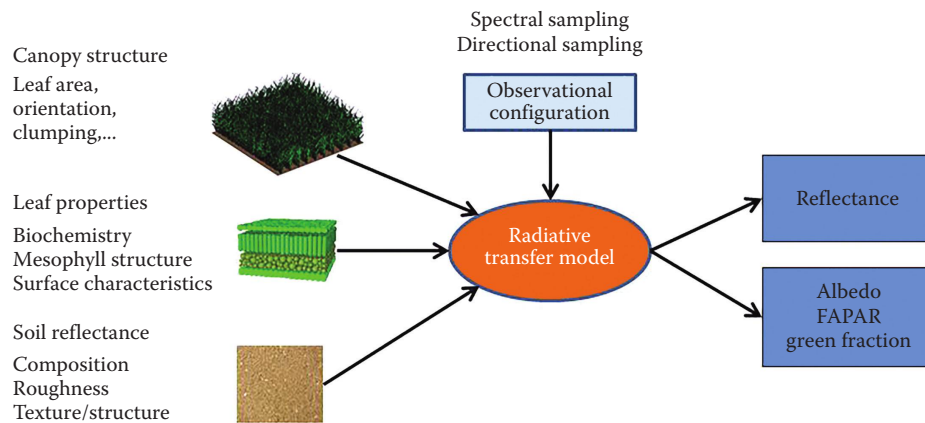 Canopy structure
Leaf area,
orientation,
clumping,...
Leaf properties
Biochemistry
Mesophyll structure
Surface characteristics
Soil reflectance
Composition
Roughness
Texture/structure
Spectral sampling
Directional sampling
Observational
configuration
Radiative
transfer model
Reflectance
Albedo
FAPAR
green fraction